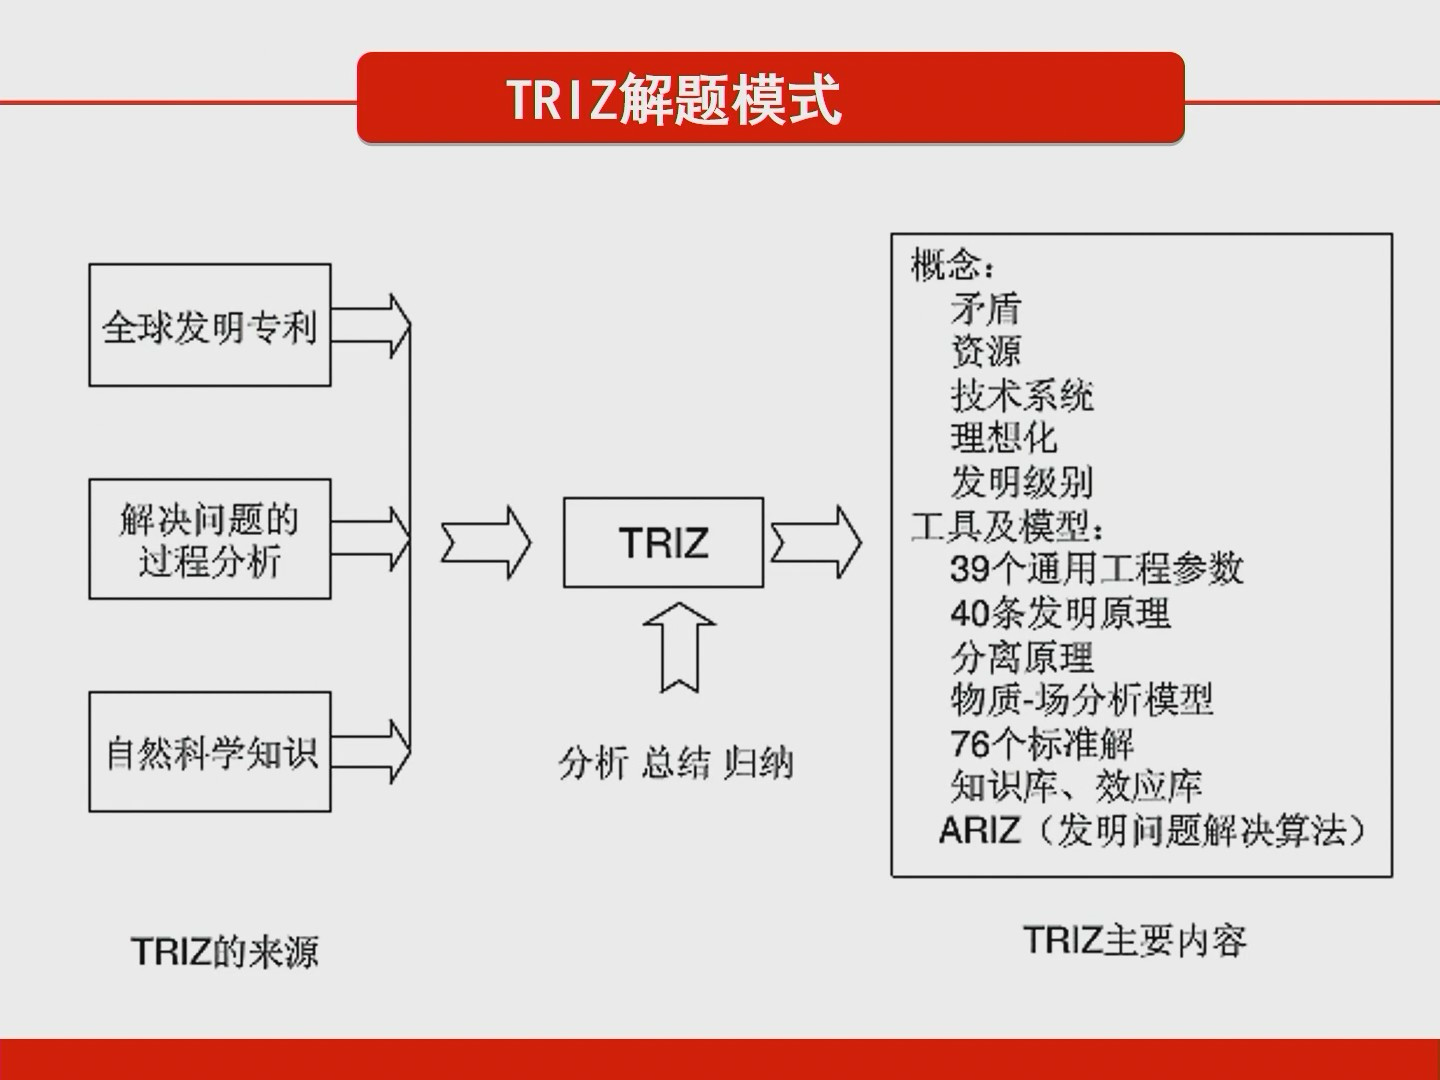 TRIZ解题模式
全球发明专利
解决问题的
过程分析
自然科学知识
TRIZ的来源
TRIZ
分析 总结 归纳
概念：
矛盾
资源
技术系统
理想化
发明级别
工具及模型：
39个通用工程参数
40条发明原理
分离原理
物质-场分析模型
76个标准解
知识库、效应库
ARIZ（发明问题解决算法）
TRIZ主要内容